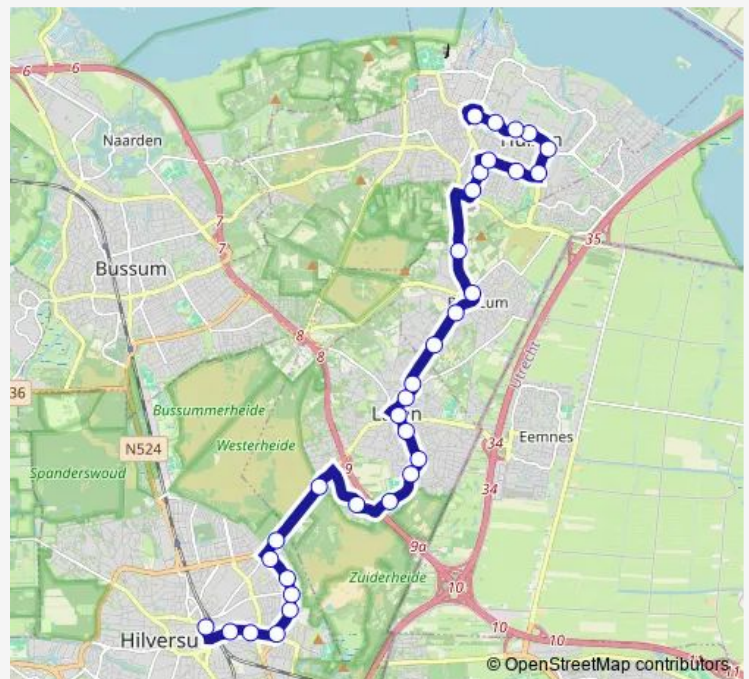 6
6
Naarden
7
7
35
Bussum
8
8
Utrecht
36
Bussummerheide
N524
Westerheide
Eemnes
34
34
9
Spanderswoud
9a
Zuiderheide
10
10
10
Hilversu
© OpenStreetMap contributors